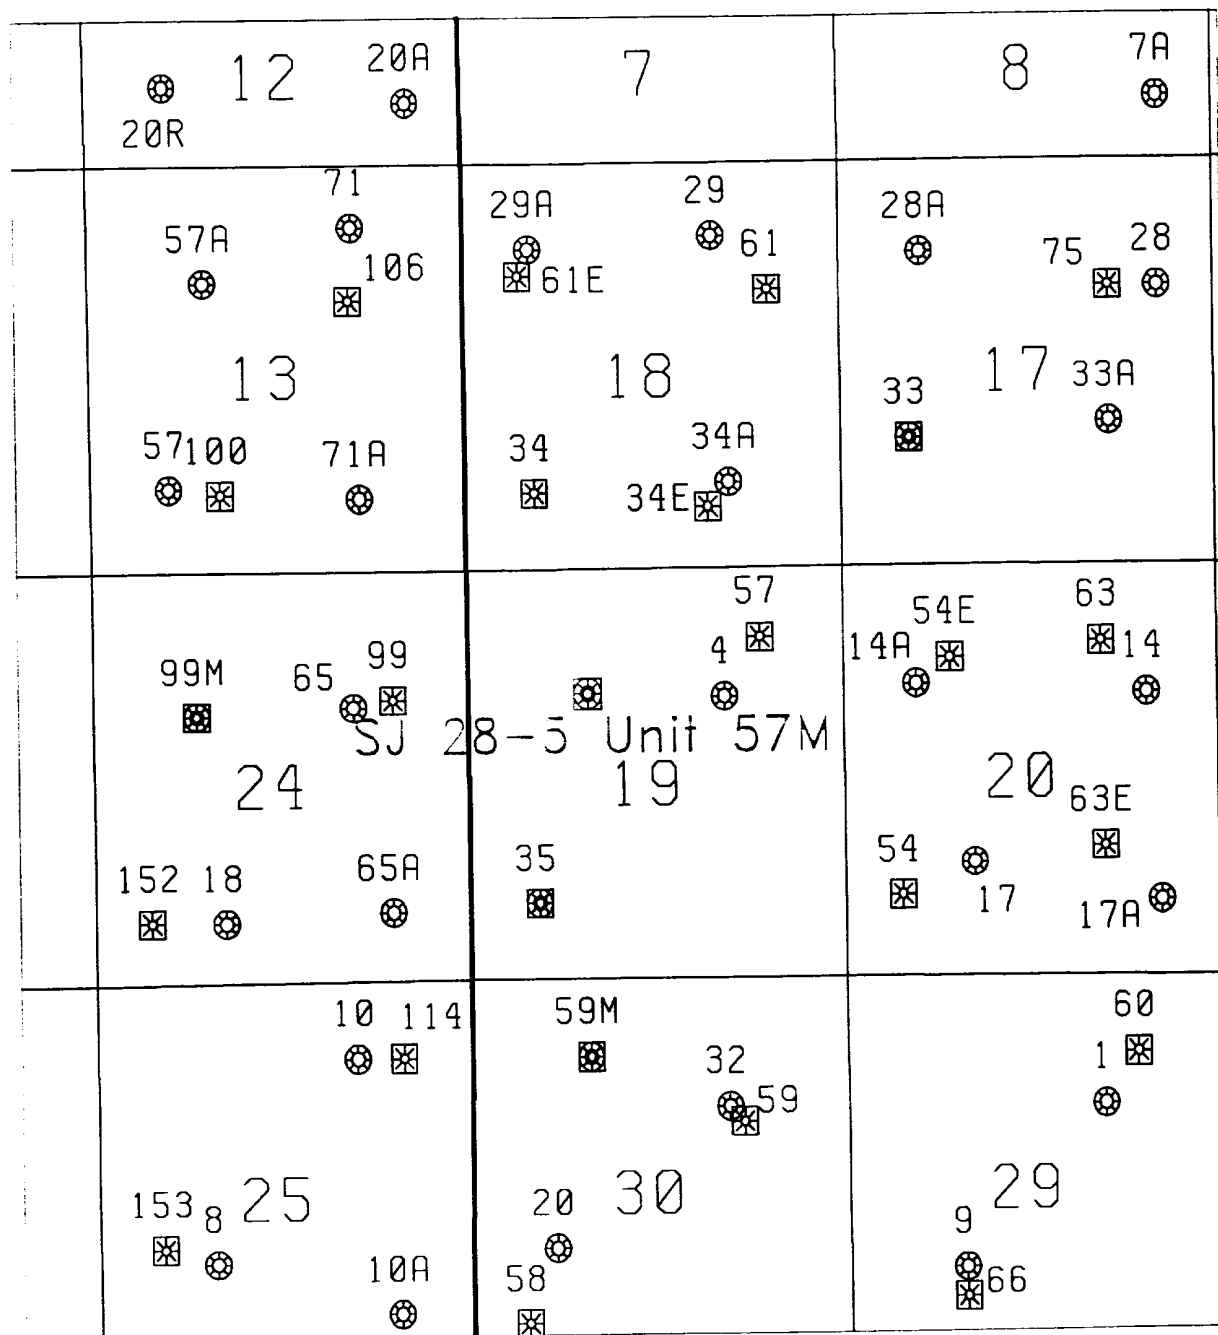 12 20A 7 8 7A
20R
71 29A 29 28A
57A 106 61E 61 75 28
13 18 17 33A
33
57 100 71A 34 34A
34E
57 54E 63
99M 65 99 4 14A 14
SJ 28-5 Unit 57M
24 19 20 63E
152 18 65A 35 54 17 17A
10 114 59M 60
32 59 1
25 30 29
153 8 20 9
10A 58 66